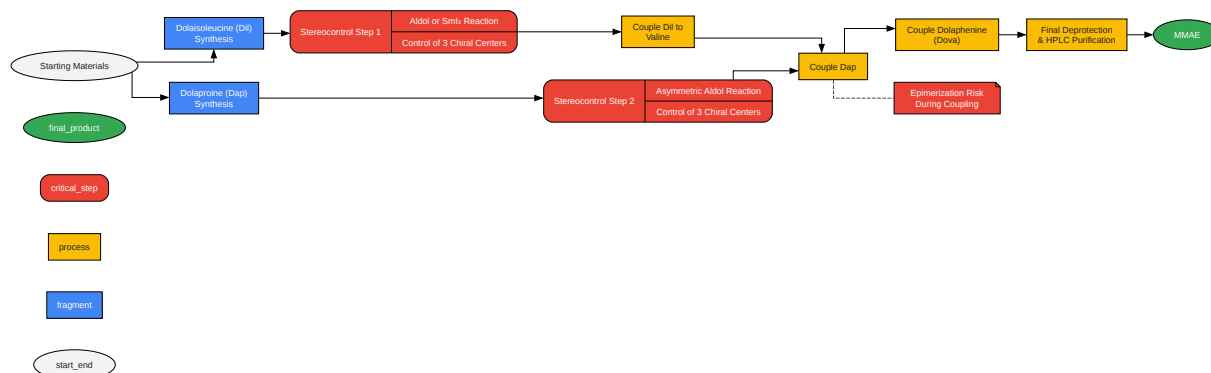 Starting Materials
Dolaisoleucine (Dil)
Synthesis
Stereocontrol Step 1
Aldol or SmI₂ Reaction
Control of 3 Chiral Centers
Couple Dil to
Valine
Dolaproine (Dap)
Synthesis
Stereocontrol Step 2
Asymmetric Aldol Reaction
Control of 3 Chiral Centers
Couple Dap
Epimerization Risk
During Coupling
Couple Dolaphenine
(Dova)
Final Deprotection
& HPLC Purification
MMAE
final_product
critical_step
process
fragment
start_end